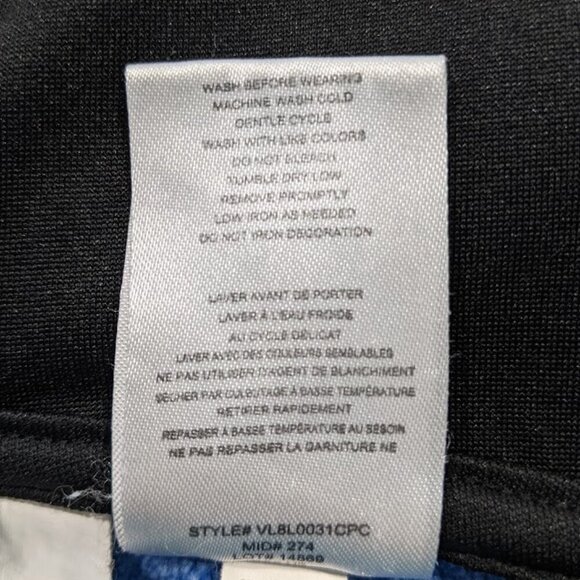 WASH BEFORE WEARING
MACHINE WASH COLD
GENTLE CYCLE
WASH WITH LIKE COLORS
DO NOT BLEACH
TUMBLE DRY LOW
REMOVE PROMPTLY
LOW IRON AS NEEDED
DO NOT IRON DECORATION
LAVER AVANT DE PORTER
LAVER À L'EAU FROIDE
AU CYCLE DÉLICAT
LAVER AVEC DES COULEURS SEMBLABLES
NE PAS UTILISER D'AGENT DE BLANCHIMENT
SÉCHER PAR CULBUTAGE À BASSE TEMPÉRATURE
RETIRER RAPIDEMENT
REPASSER À BASSE TEMPÉRATURE AU BESOIN
NE PAS REPASSER LA GARNITURE NE
STYLE# VL8L0031CPC
MID# 274
LOT# 14869